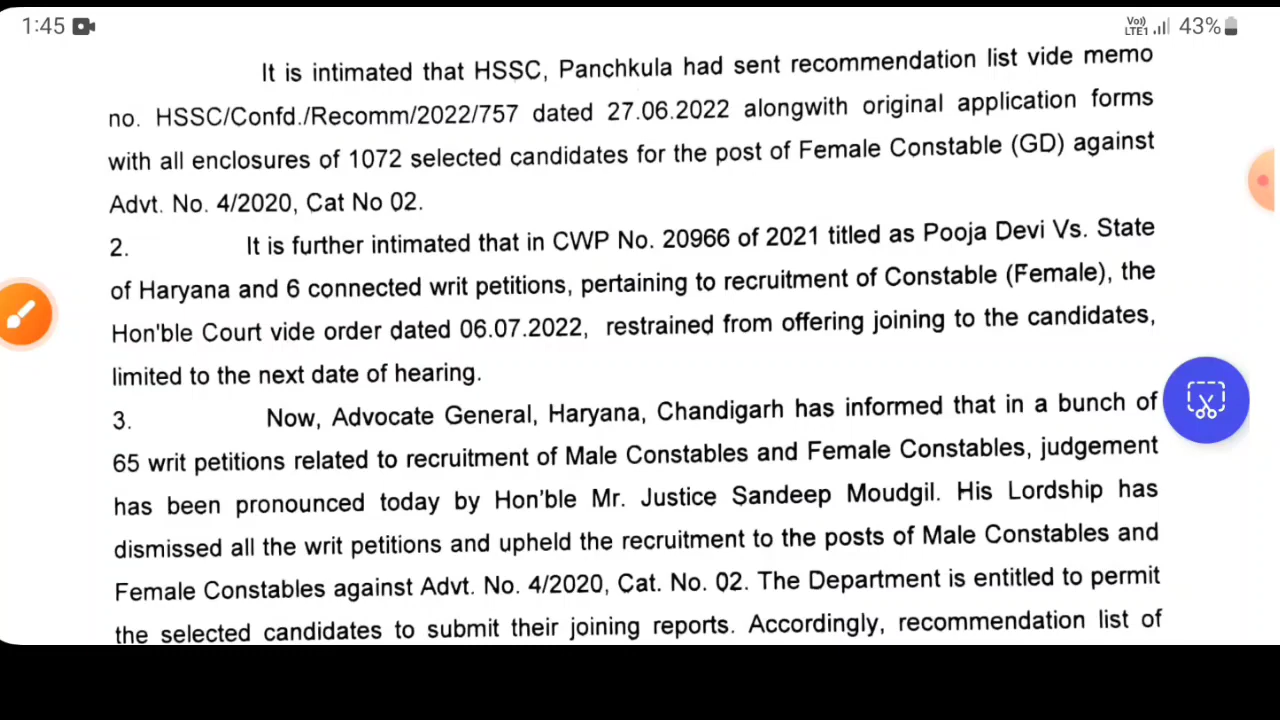 1:45
Vo)) LTE1 43%
It is intimated that HSSC, Panchkula had sent recommendation list vide memo
no. HSSC/Confd./Recomm/2022/757 dated 27.06.2022 alongwith original application forms
with all enclosures of 1072 selected candidates for the post of Female Constable (GD) against
Advt. No. 4/2020, Cat No 02.
2. It is further intimated that in CWP No. 20966 of 2021 titled as Pooja Devi Vs. State
of Haryana and 6 connected writ petitions, pertaining to recruitment of Constable (Female), the
Hon'ble Court vide order dated 06.07.2022, restrained from offering joining to the candidates,
limited to the next date of hearing.
3. Now, Advocate General, Haryana, Chandigarh has informed that in a bunch of
65 writ petitions related to recruitment of Male Constables and Female Constables, judgement
has been pronounced today by Hon'ble Mr. Justice Sandeep Moudgil. His Lordship has
dismissed all the writ petitions and upheld the recruitment to the posts of Male Constables and
Female Constables against Advt. No. 4/2020, Cat. No. 02. The Department is entitled to permit
the selected candidates to submit their joining reports. Accordingly, recommendation list of